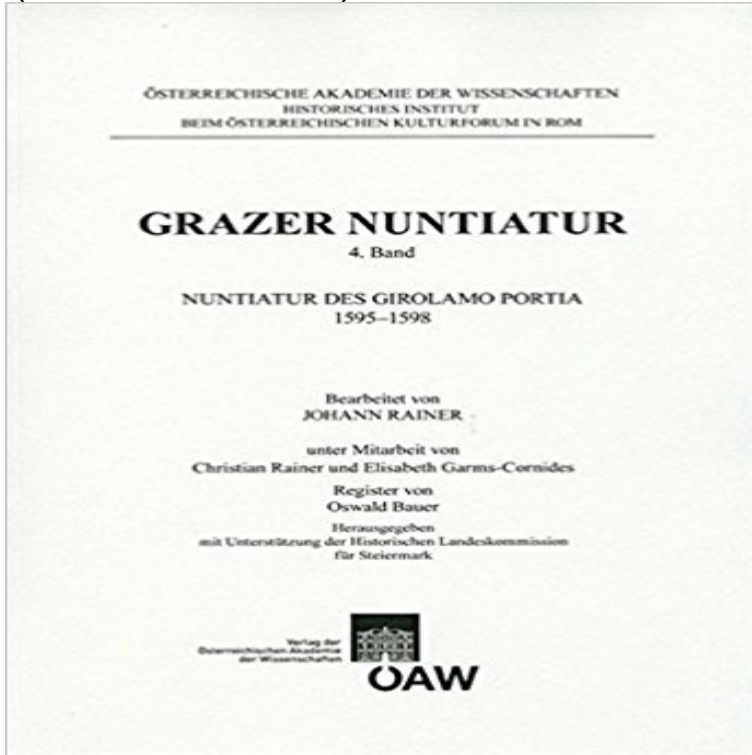 ÖSTERREICHISCHE AKADEMIE DER WISSENSCHAFTEN
HISTORISCHES INSTITUT
BEIM ÖSTERREICHISCHEN KULTURFORUM IN ROM
GRAZER NUNTIATUR
4. Band
NUNTIATUR DES GIROLAMO PORTIA
1595–1598
Bearbeitet von
JOHANN RAINER
unter Mitarbeit von
Christian Rainer und Elisabeth Garms-Cornides
Register von
Oswald Bauer
Herausgegeben
mit Unterstützung der Historischen Landeskommission
für Steiermark
Verlag der
Österreichischen Akademie
der Wissenschaften
ÖAW